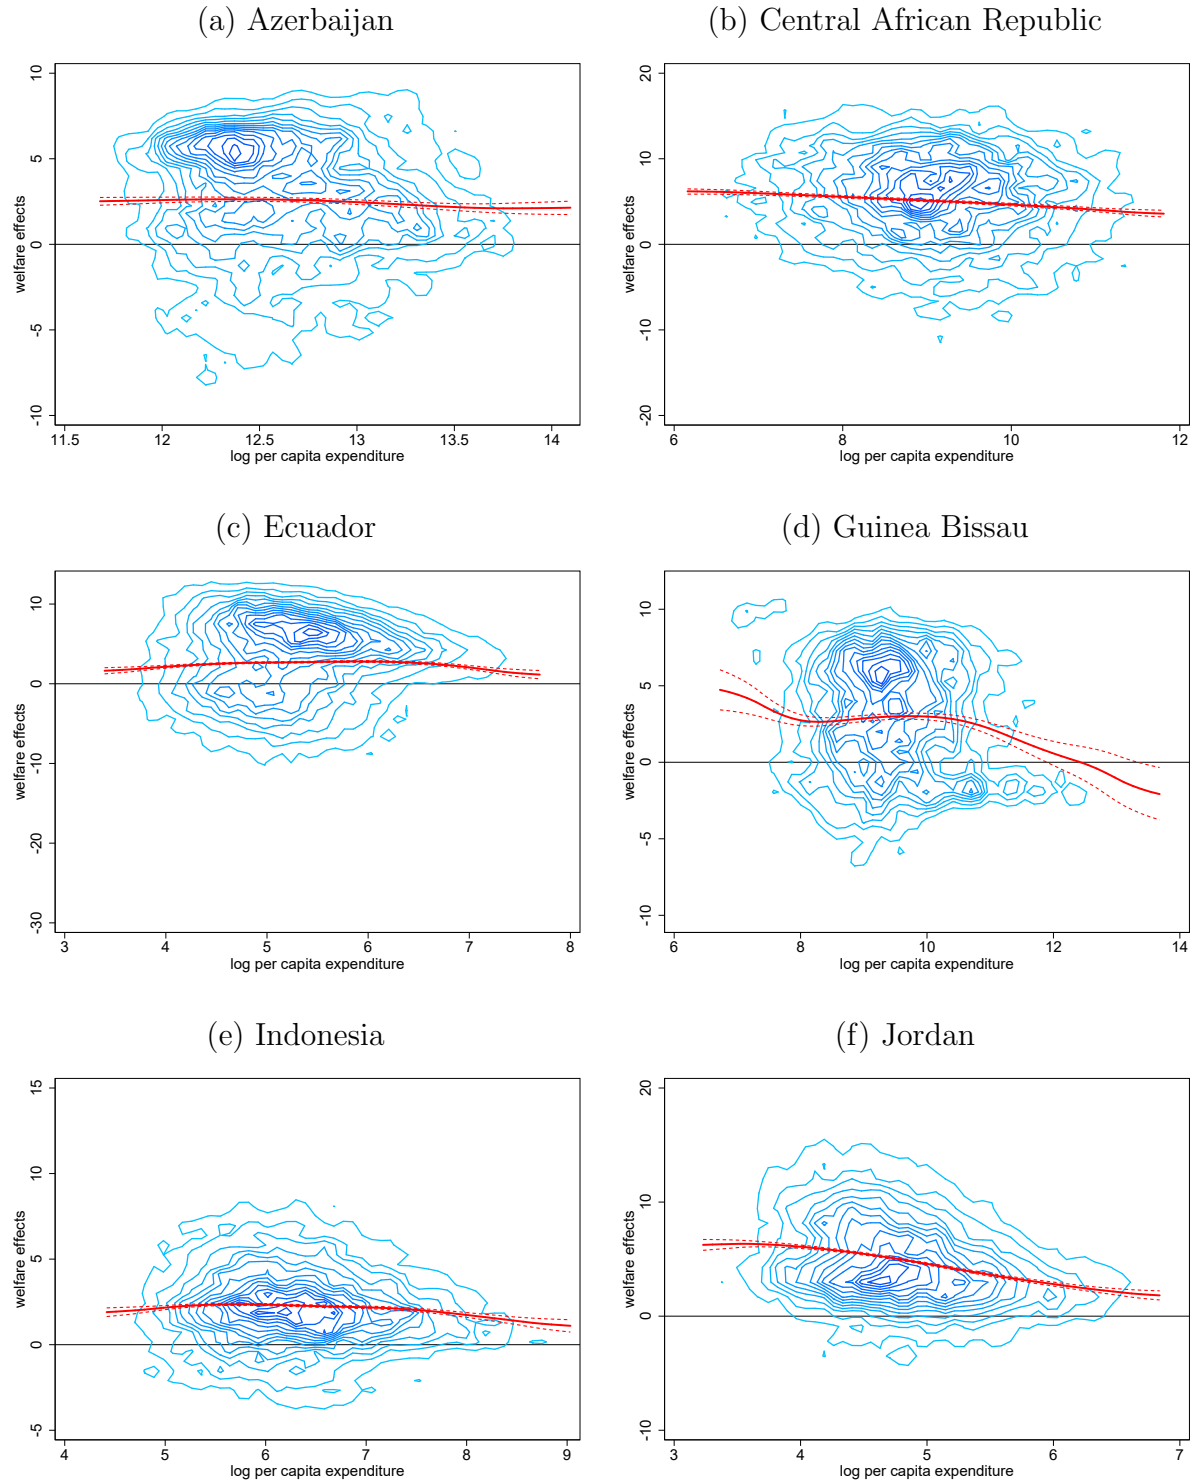 (a) Azerbaijan
welfare effects
10
5
0
-5
-10
11.5 12 12.5 13 13.5 14
log per capita expenditure
(b) Central African Republic
welfare effects
20
10
0
-10
-20
6 8 10 12
log per capita expenditure
(c) Ecuador
welfare effects
10
0
-10
-20
-30
3 4 5 6 7 8
log per capita expenditure
(d) Guinea Bissau
welfare effects
10
5
0
-5
-10
6 8 10 12 14
log per capita expenditure
(e) Indonesia
welfare effects
15
10
5
0
-5
4 5 6 7 8 9
log per capita expenditure
(f) Jordan
welfare effects
20
10
0
-10
3 4 5 6 7
log per capita expenditure